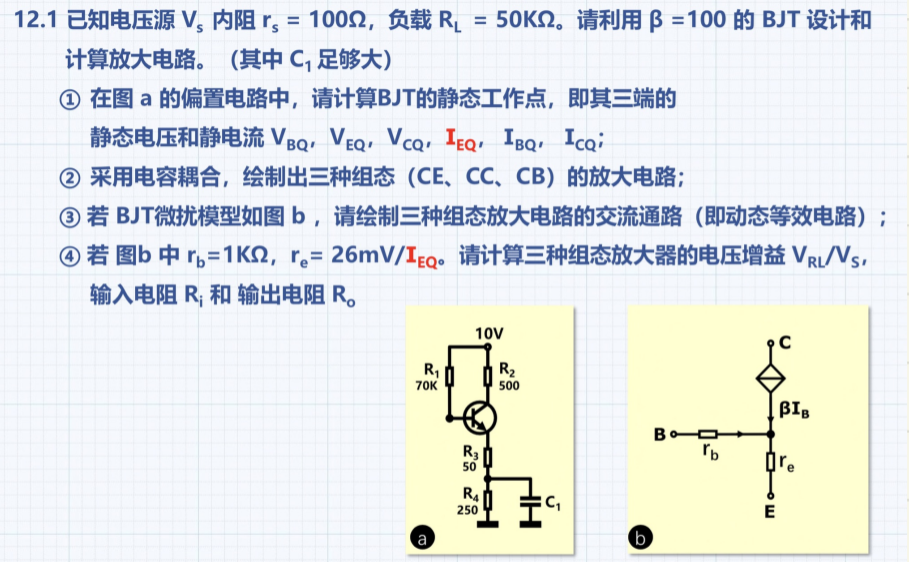 12.1 已知电压源 Vs 内阻 rs = 100Ω，负载 RL = 50KΩ。请利用 β =100 的 BJT 设计和
计算放大电路。（其中 C1 足够大）
① 在图 a 的偏置电路中，请计算BJT的静态工作点，即其三端的
静态电压和静电流 VBQ，VEQ，VCQ，IEQ，IBQ，ICQ；
② 采用电容耦合，绘制出三种组态（CE、CC、CB）的放大电路；
③ 若 BJT微扰模型如图 b ，请绘制三种组态放大电路的交流通路（即动态等效电路）；
④ 若 图b 中 rb=1KΩ，re= 26mV/IEQ。请计算三种组态放大器的电压增益 VRL/VS，
输入电阻 Ri 和 输出电阻 Ro
10V
R1
70K
R2
500
R3
50
R4
250
C1
a
C
βIB
B
rb
re
E
b